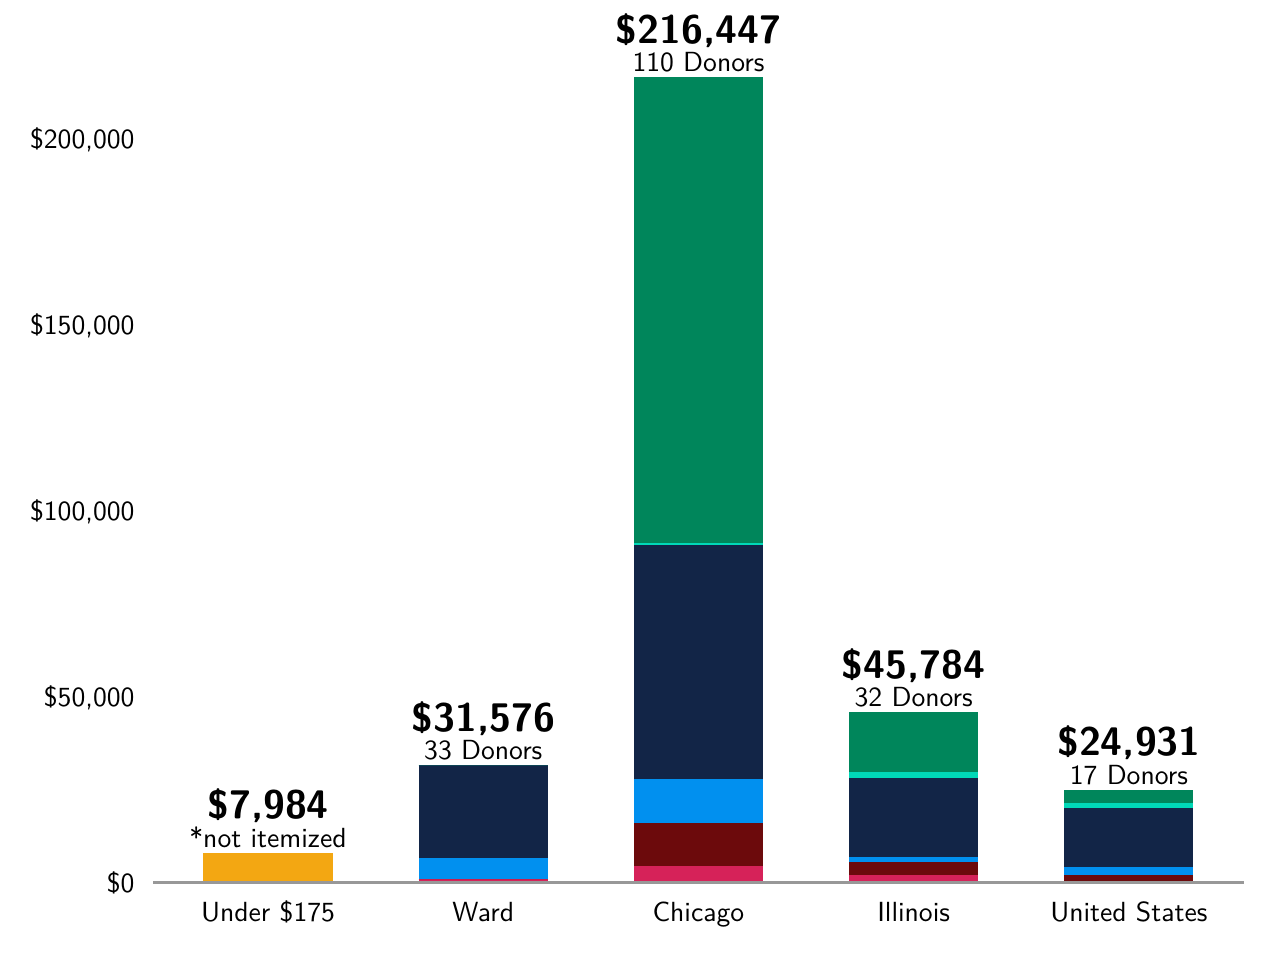 $216,447
110 Donors
$200,000
$150,000
$100,000
$50,000
$0
$7,984
*not itemized
$31,576
33 Donors
$45,784
32 Donors
$24,931
17 Donors
Under $175
Ward
Chicago
Illinois
United States